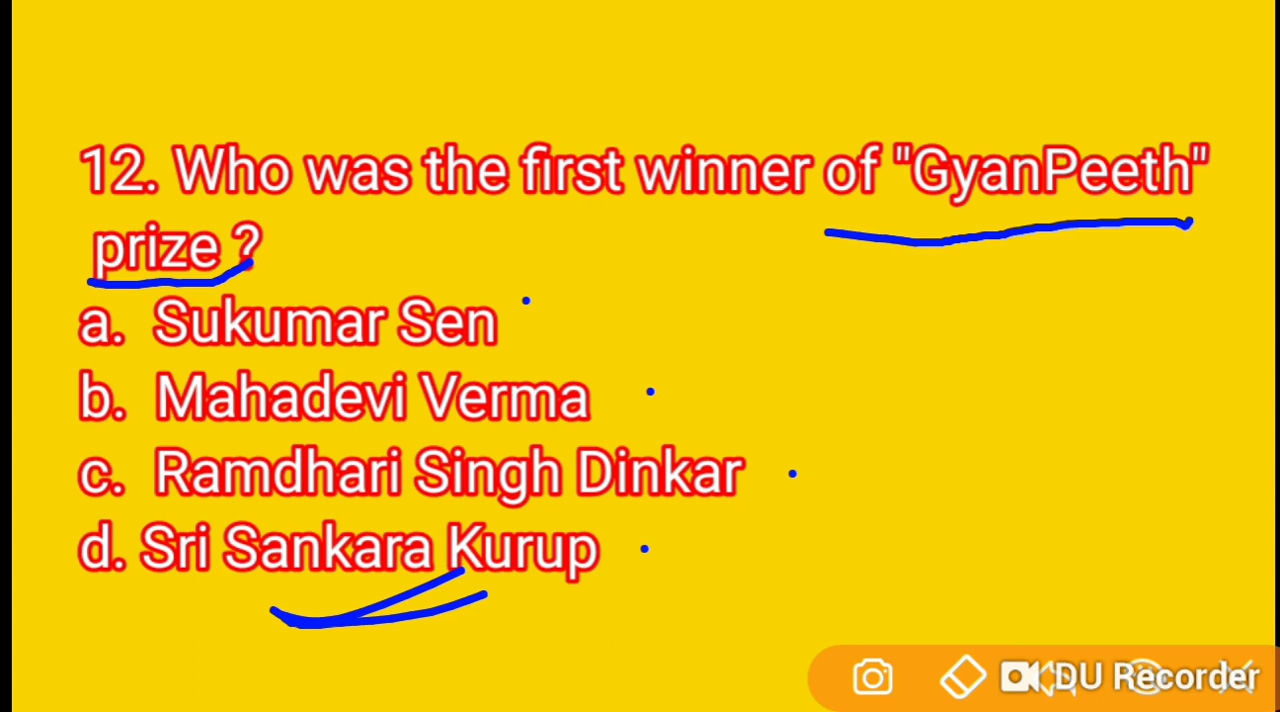 12. Who was the first winner of "GyanPeeth"
prize ?
a. Sukumar Sen
b. Mahadevi Verma
c. Ramdhari Singh Dinkar
d. Sri Sankara Kurup
DU Recorder